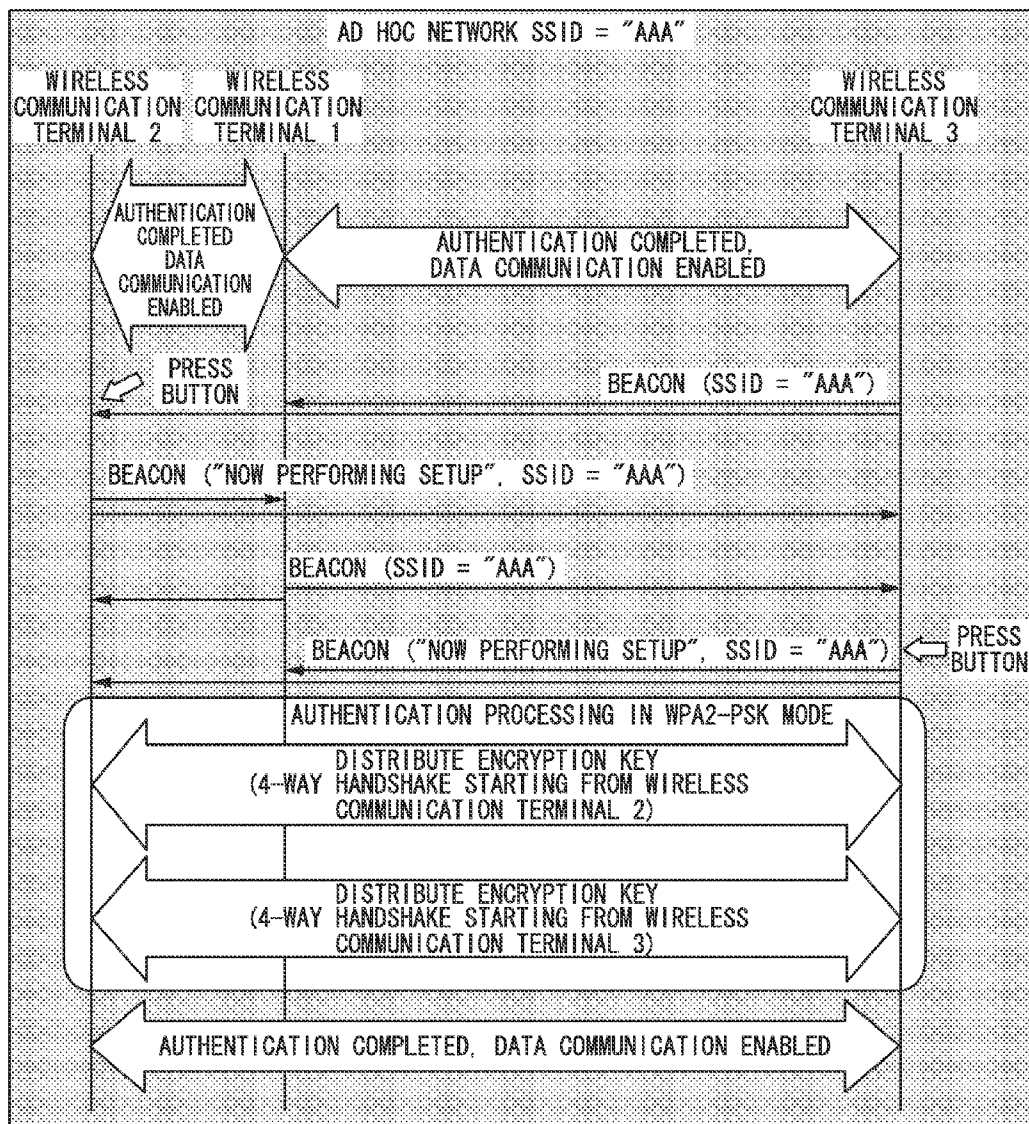 AD HOC NETWORK SSID = "AAA"
WIRELESS
COMMUNICATION
TERMINAL 2
WIRELESS
COMMUNICATION
TERMINAL 1
WIRELESS
COMMUNICATION
TERMINAL 3
AUTHENTICATION
COMPLETED
DATA
COMMUNICATION
ENABLED
AUTHENTICATION COMPLETED,
DATA COMMUNICATION ENABLED
PRESS
BUTTON
BEACON (SSID = "AAA")
BEACON ("NOW PERFORMING SETUP", SSID = "AAA")
BEACON (SSID = "AAA")
BEACON ("NOW PERFORMING SETUP", SSID = "AAA")
PRESS
BUTTON
AUTHENTICATION PROCESSING IN WPA2-PSK MODE
DISTRIBUTE ENCRYPTION KEY
(4-WAY HANDSHAKE STARTING FROM WIRELESS
COMMUNICATION TERMINAL 2)
DISTRIBUTE ENCRYPTION KEY
(4-WAY HANDSHAKE STARTING FROM WIRELESS
COMMUNICATION TERMINAL 3)
AUTHENTICATION COMPLETED, DATA COMMUNICATION ENABLED